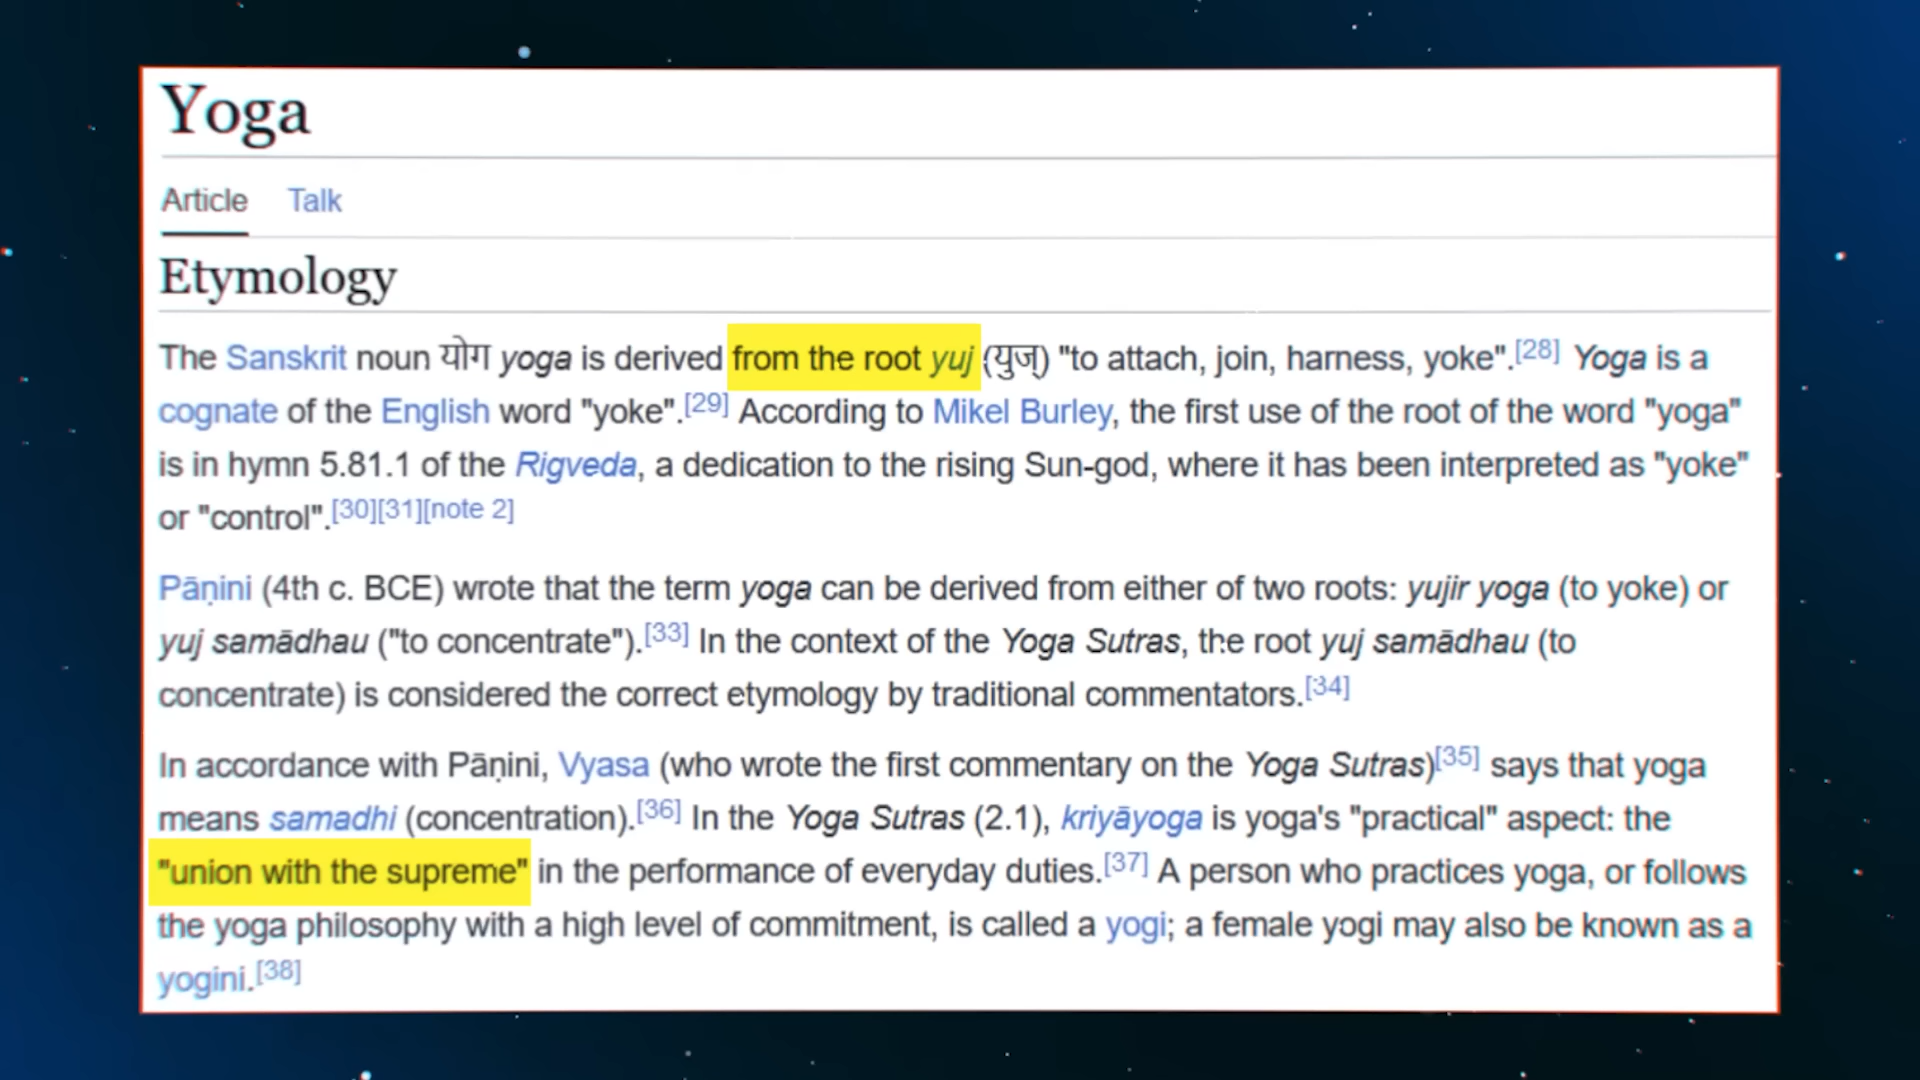 Yoga
Article Talk
Etymology
The Sanskrit noun योग yoga is derived from the root yuj (युज्) "to attach, join, harness, yoke".[28] Yoga is a
cognate of the English word "yoke".[29] According to Mikel Burley, the first use of the root of the word "yoga"
is in hymn 5.81.1 of the Rigveda, a dedication to the rising Sun-god, where it has been interpreted as "yoke"
or "control".[30][31][note 2]
Pāṇini (4th c. BCE) wrote that the term yoga can be derived from either of two roots: yujir yoga (to yoke) or
yuj samādhau ("to concentrate").[33] In the context of the Yoga Sutras, the root yuj samādhau (to
concentrate) is considered the correct etymology by traditional commentators.[34]
In accordance with Pāṇini, Vyasa (who wrote the first commentary on the Yoga Sutras)[35] says that yoga
means samadhi (concentration).[36] In the Yoga Sutras (2.1), kriyāyoga is yoga's "practical" aspect: the
"union with the supreme" in the performance of everyday duties.[37] A person who practices yoga, or follows
the yoga philosophy with a high level of commitment, is called a yogi; a female yogi may also be known as a
yogini.[38]